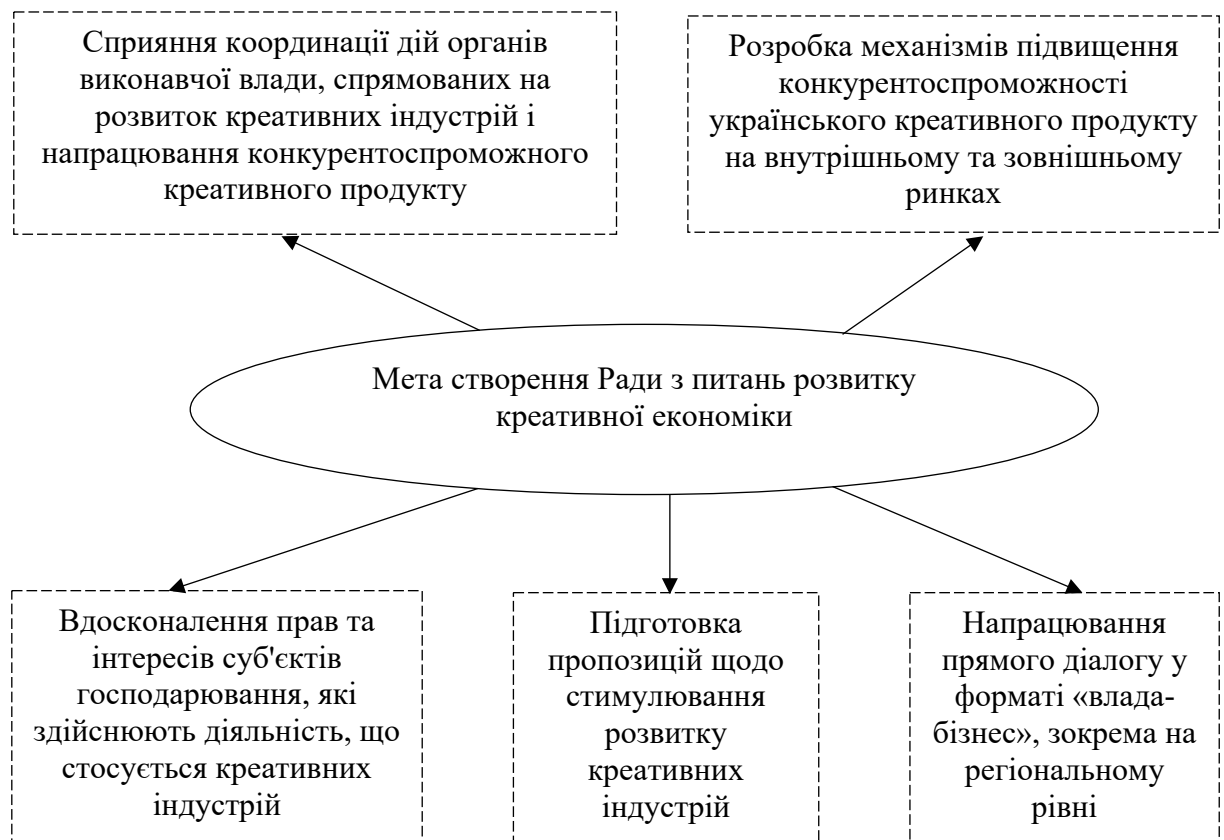 Сприяння координації дій органів
виконавчої влади, спрямованих на
розвиток креативних індустрій і
напрацювання конкурентоспроможного
креативного продукту
Розробка механізмів підвищення
конкурентоспроможності
українського креативного продукту
на внутрішньому та зовнішньому
ринках
Мета створення Ради з питань розвитку
креативної економіки
Вдосконалення прав та
інтересів суб'єктів
господарювання, які
здійснюють діяльність, що
стосується креативних
індустрій
Підготовка
пропозицій щодо
стимулювання
розвитку
креативних
індустрій
Напрацювання
прямого діалогу у
форматі «влада-
бізнес», зокрема на
регіональному
рівні